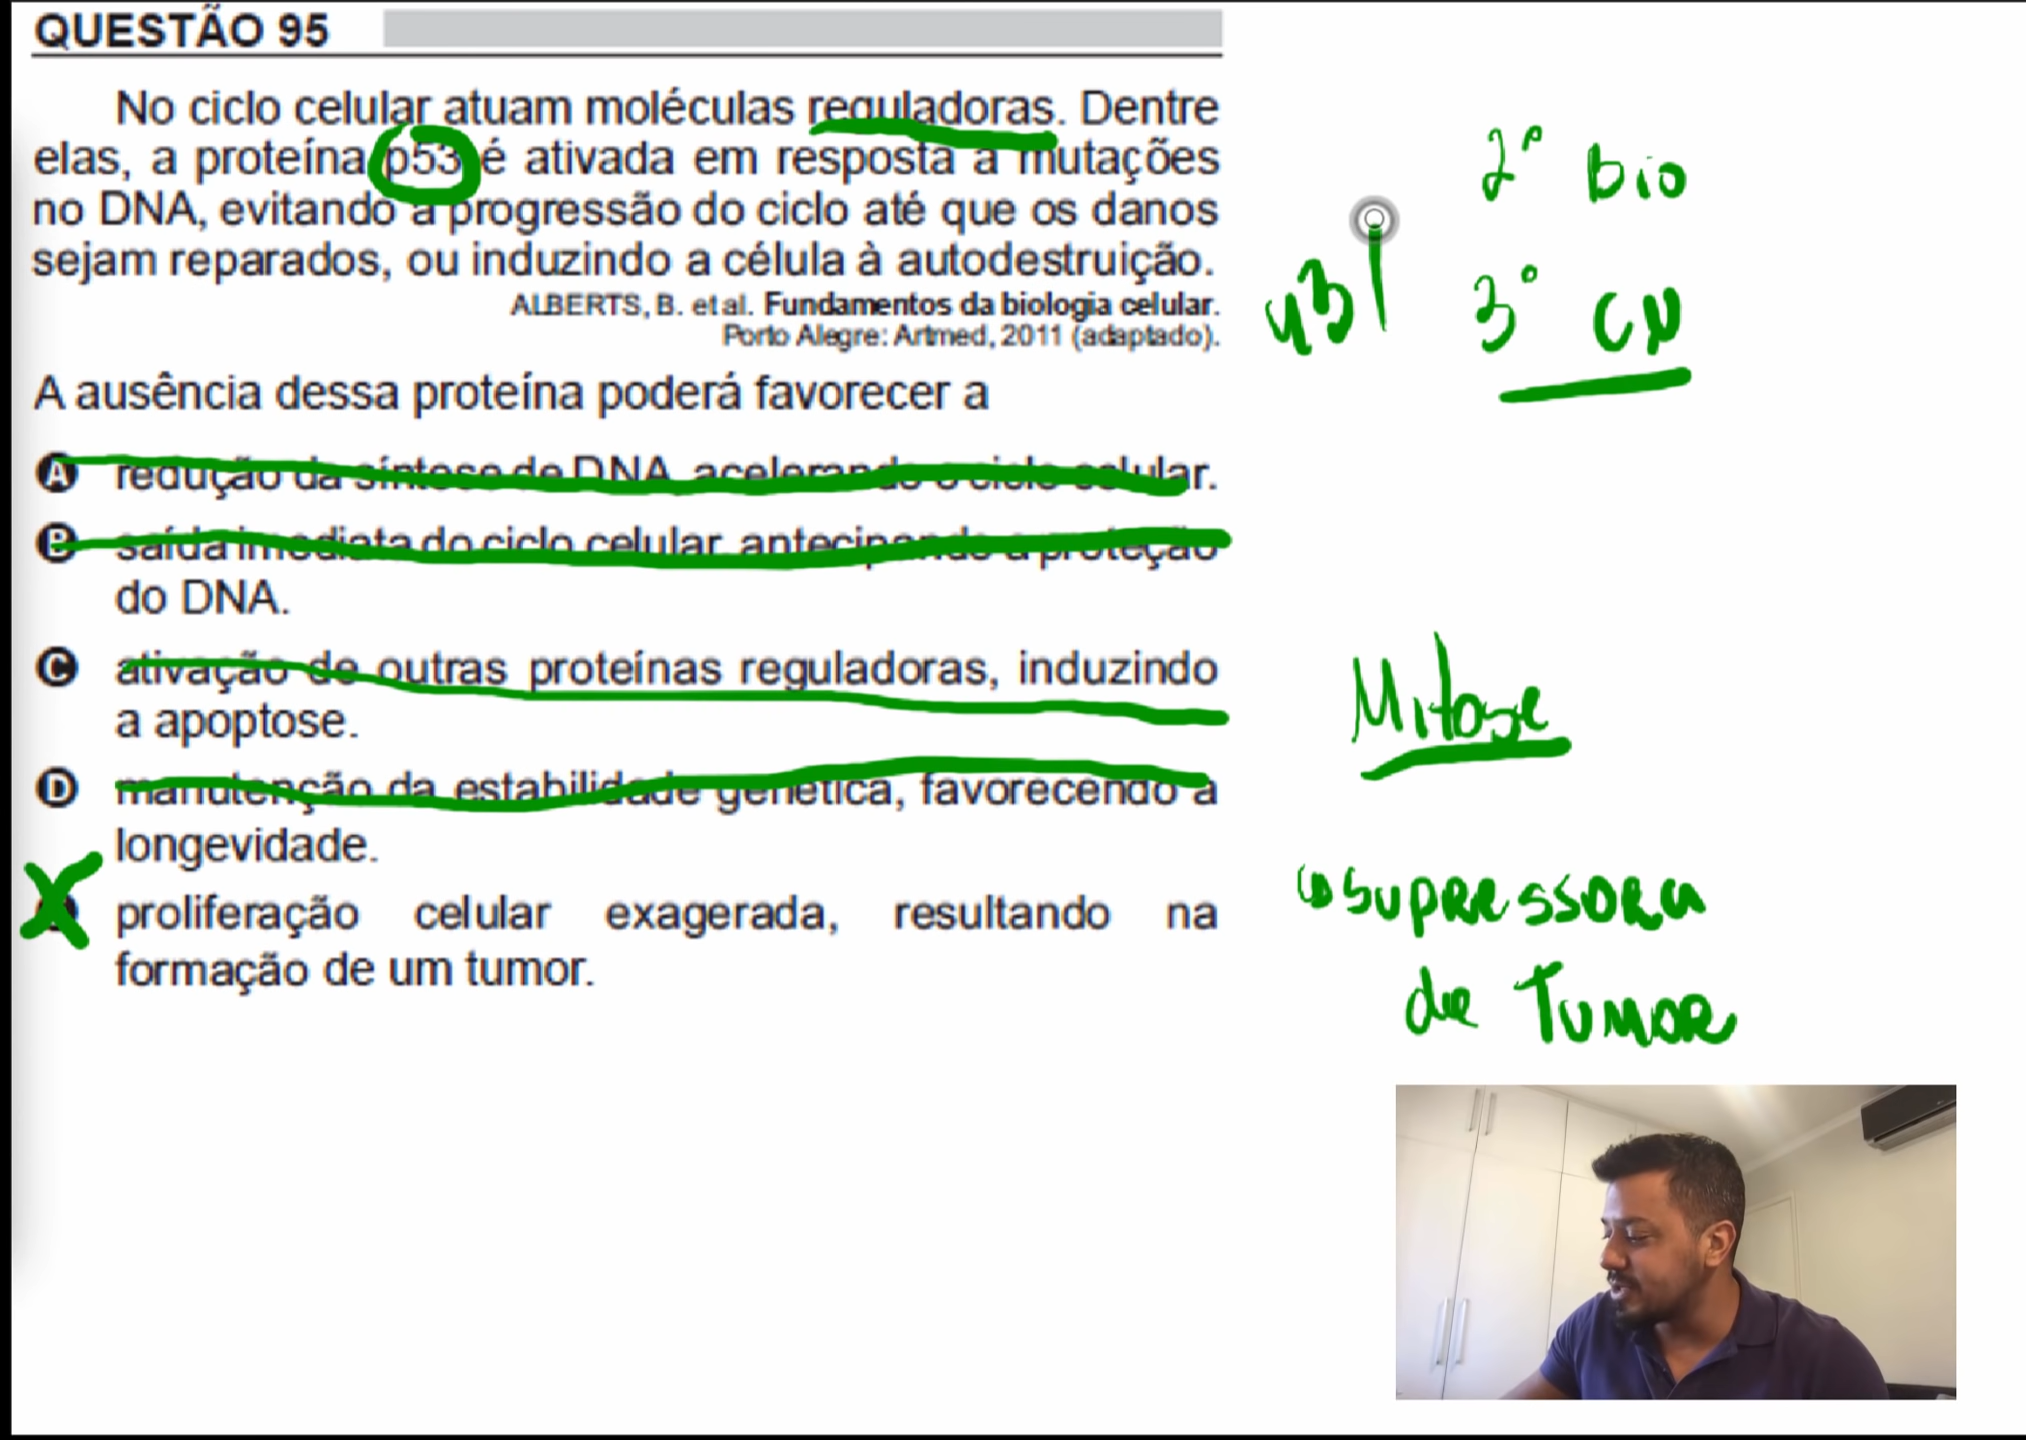 QUESTÃO 95
No ciclo celular atuam moléculas reguladoras. Dentre
elas, a proteína p53 é ativada em resposta a mutações
no DNA, evitando a progressão do ciclo até que os danos
sejam reparados, ou induzindo a célula à autodestruição.
ALBERTS, B. et al. Fundamentos da biologia celular.
Porto Alegre: Artmed, 2011 (adaptado).
A ausência dessa proteína poderá favorecer a
A redução da síntese de DNA, acelerando o ciclo celular.
B saída imediata do ciclo celular, antecipando a proteção
do DNA.
C ativação de outras proteínas reguladoras, induzindo
a apoptose.
D manutenção da estabilidade genética, favorecendo a
longevidade.
proliferação celular exagerada, resultando na
formação de um tumor.
2ª bio
3º CN
Mitose
supressora
de Tumor